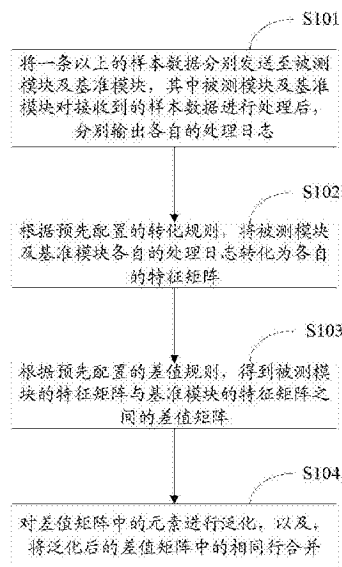 S101
将一条以上的样本数据分别发送至被测
模块及基准模块，其中被测模块及基准
模块对接收到的样本数据进行处理后，
分别输出各自的处理日志
S102
根据预先配置的转化规则，将被测模块
及基准模块各自的处理日志转化为各自
的特征矩阵
S103
根据预先配置的差值规则，得到被测模
块的特征矩阵与基准模块的特征矩阵之
间的差值矩阵
S104
对差值矩阵中的元素进行泛化，以及，
将泛化后的差值矩阵中的相同行合并